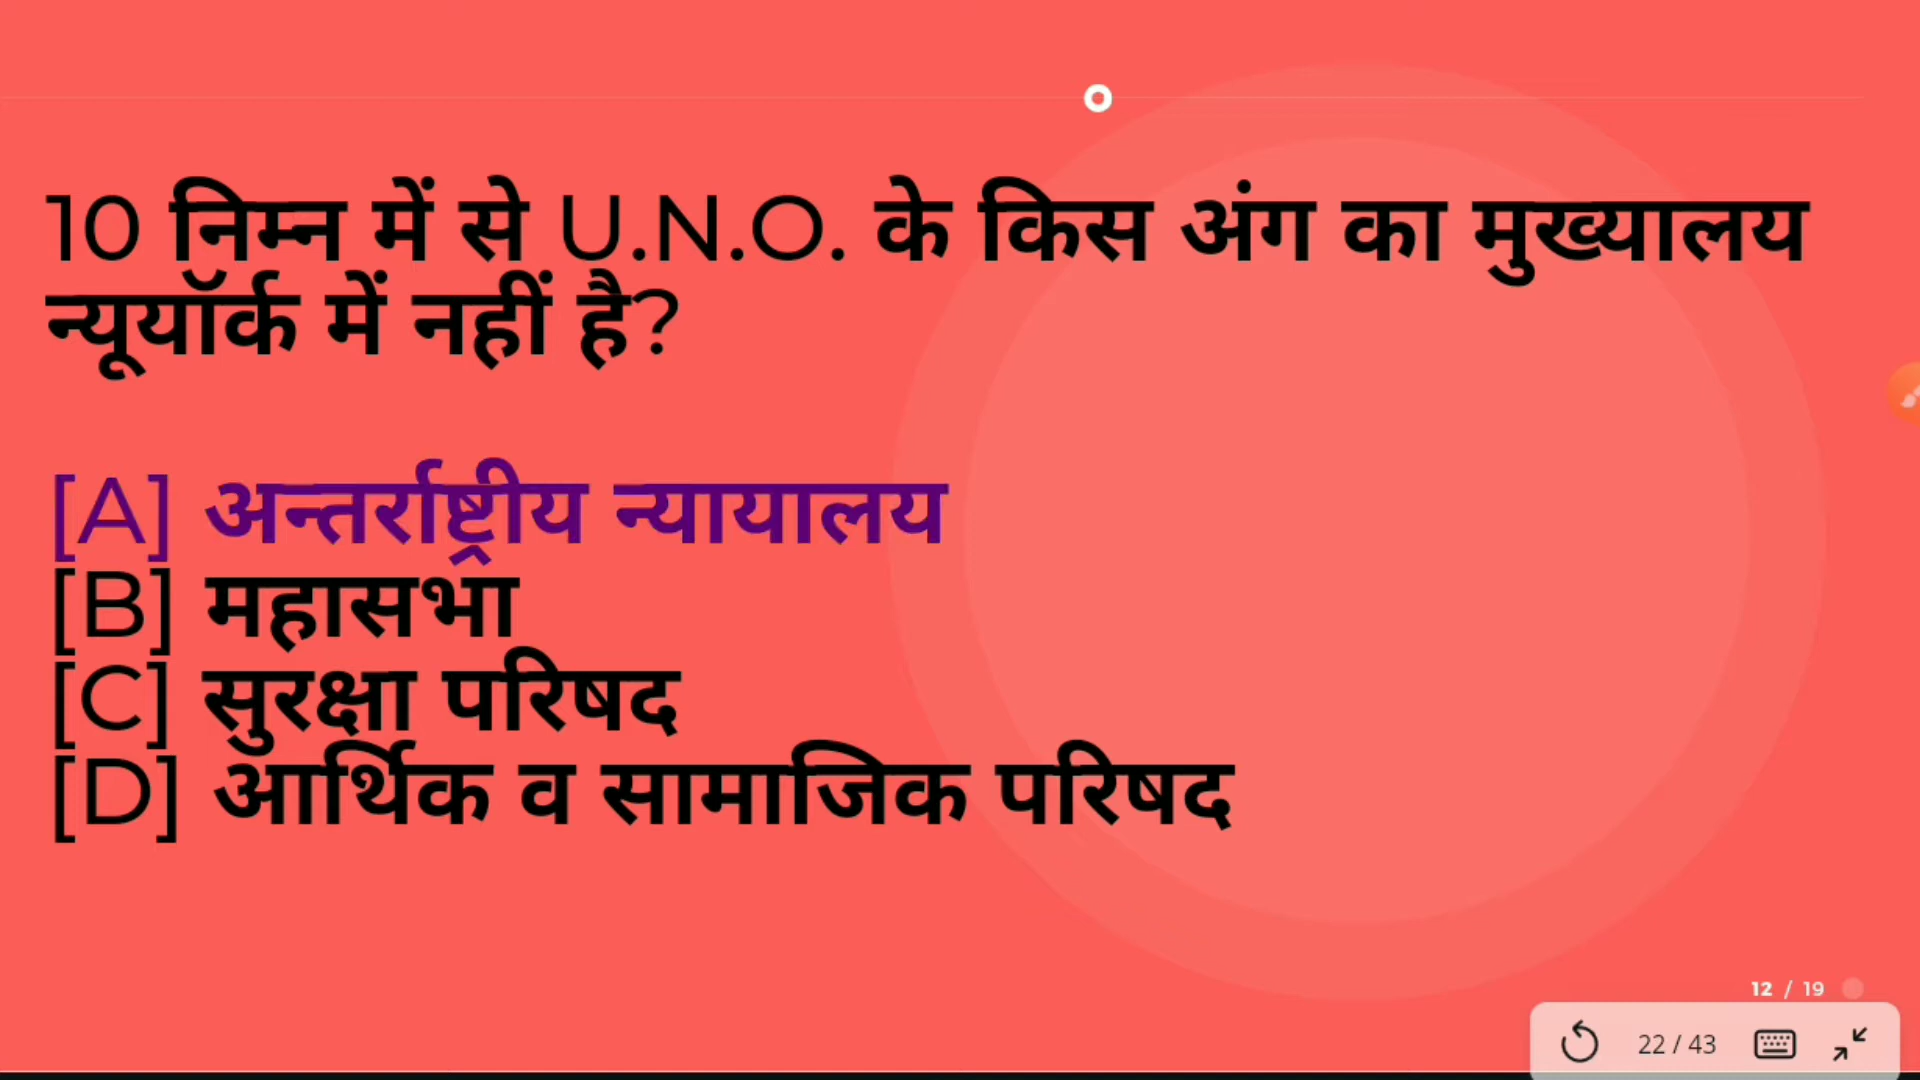 10 निम्न में से U.N.O. के किस अंग का मुख्यालय
न्यूयॉर्क में नहीं है?
[A] अन्तर्राष्ट्रीय न्यायालय
[B] महासभा
[C] सुरक्षा परिषद
[D] आर्थिक व सामाजिक परिषद
12 / 19
22 / 43